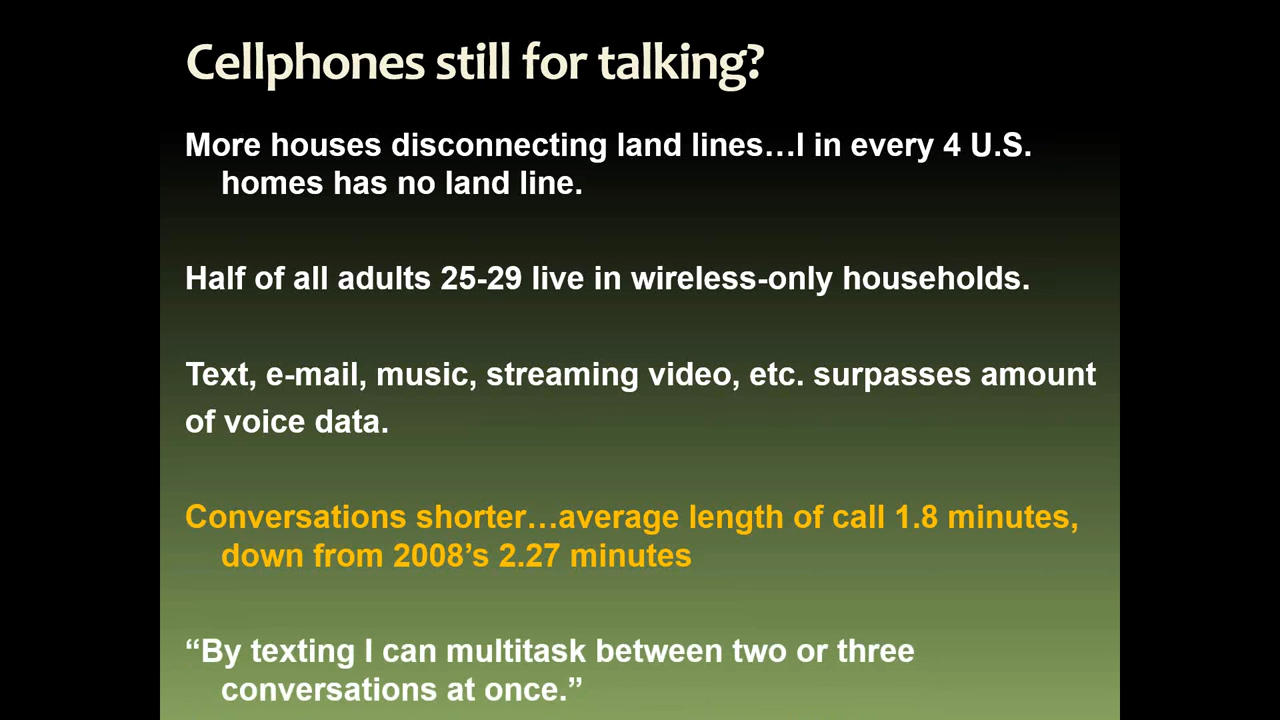 Cellphones still for talking?
More houses disconnecting land lines…I in every 4 U.S.
homes has no land line.
Half of all adults 25-29 live in wireless-only households.
Text, e-mail, music, streaming video, etc. surpasses amount
of voice data.
Conversations shorter…average length of call 1.8 minutes,
down from 2008’s 2.27 minutes
“By texting I can multitask between two or three
conversations at once.”